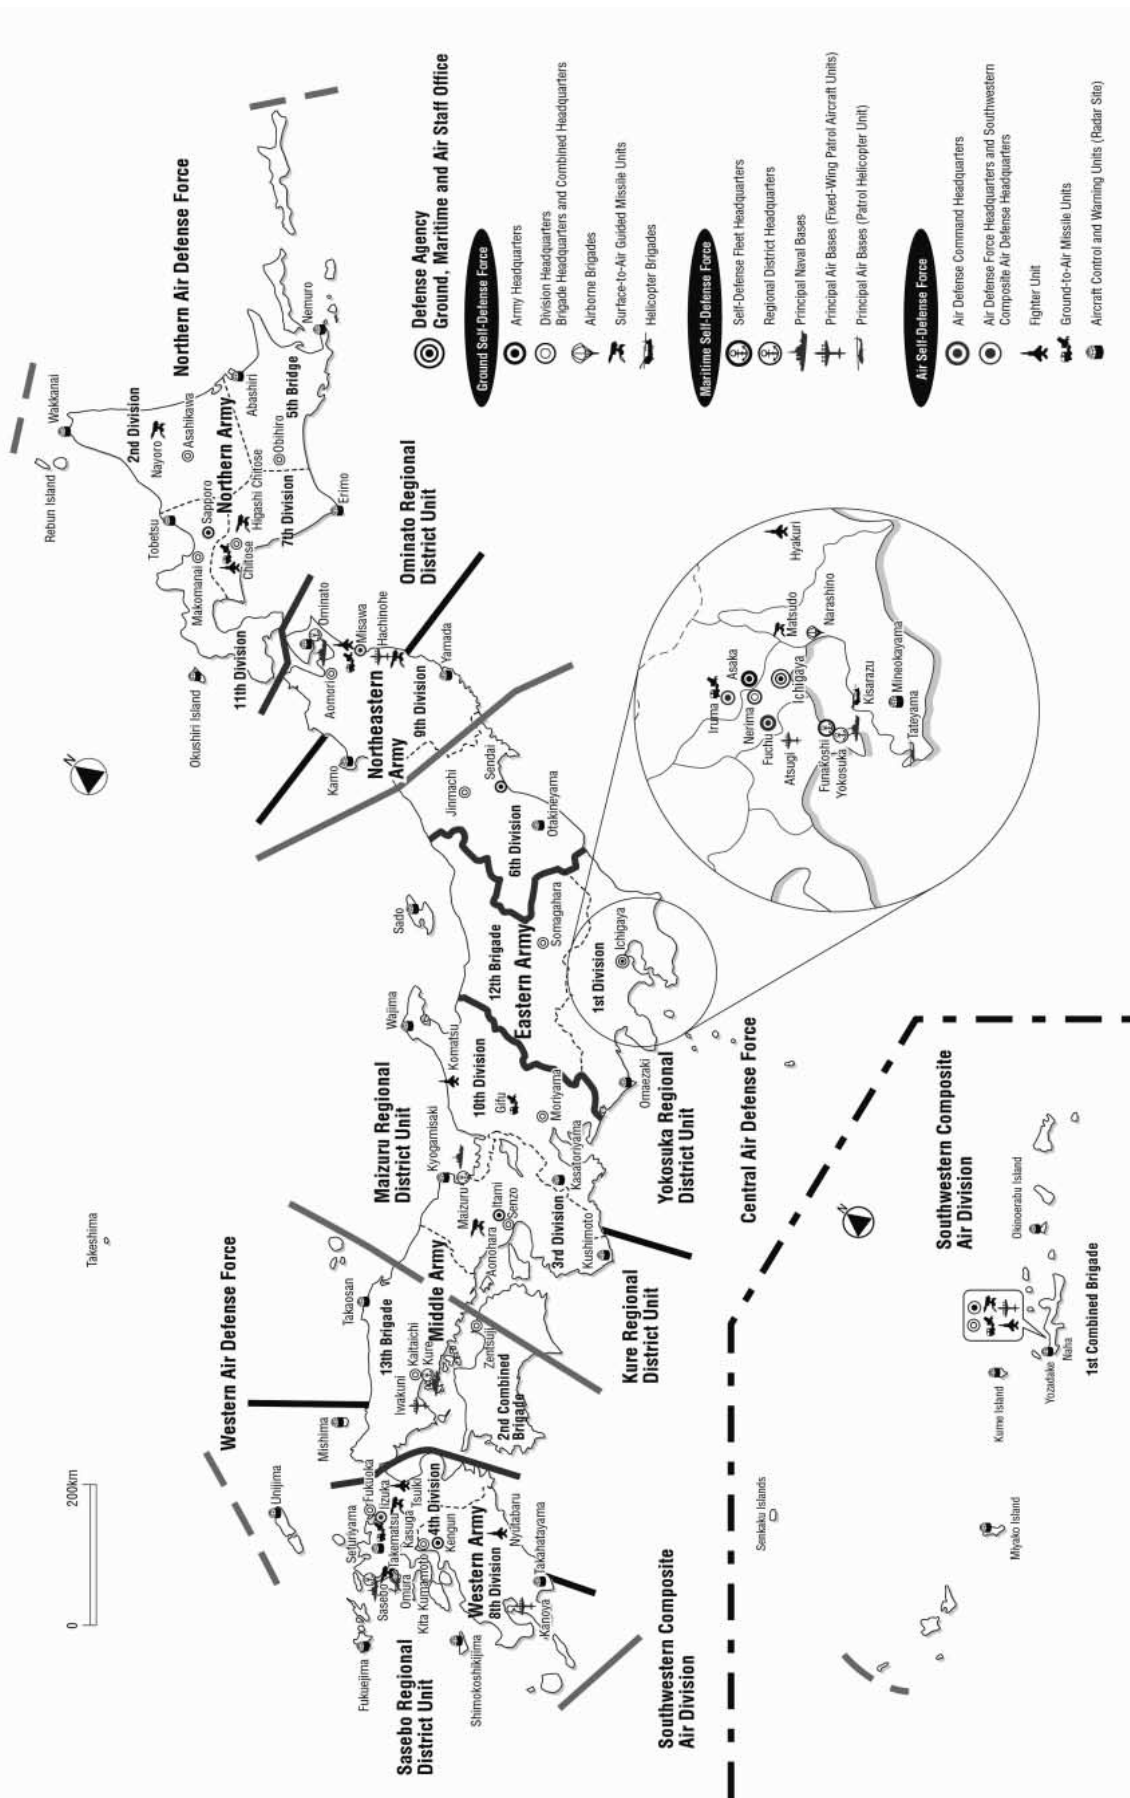 Northern Air Defense Force
Rebun Island
Wakkanai
2nd Division
Nayoro
Asahikawa
Northern Army
Abashiri
5th Bridge
Nemuro
Obihiro
Tobetsu
Sapporo
Makomanai
Higashi Chitose
Chitose
7th Division
Erimo
11th Division
Okushiri Island
Ominato Regional
District Unit
Ominato
Misawa
Hachinohe
Aomori
9th Division
Yamada
Northeastern
Army
Kamo
N
Jinmachi
Sendai
6th Division
Otakineyama
Sado
12th Brigade
Eastern Army
Somagahara
1st Division
Ichigaya
Wajima
Komatsu
Maizuru Regional
District Unit
10th Division
Gifu
Moriyama
Omaezaki
Kyogamisaki
Maizuru
Itami
Senzo
Aonohara
3rd Division
Kasatoriyama
Kushimoto
Yokosuka Regional
District Unit
Central Air Defense Force
Takeshima
Western Air Defense Force
Takaosan
13th Brigade
Middle Army
Kaitaichi
Kure
Iwakuni
Zentsuji
2nd Combined
Brigade
Kure Regional
District Unit
Mishima
0
200km
Unijima
Seburiyama
Fukuoka
Iizuka
Tsuiki
Takematsu
Kasuga
4th Division
Sasebo
Omura
Kita Kumamoto
Kengun
Western Army
8th Division
Nyutabaru
Takahatayama
Kanoya
Fukuejima
Shimokoshikijima
Sasebo Regional
District Unit
Southwestern Composite
Air Division
Hyakuri
Matsudo
Narashino
Asaka
Iruma
Nerima
Ichigaya
Fuchu
Atsugi
Kisarazu
Mineokayama
Funakoshi
Yokosuka
Tateyama
Southwestern Composite
Air Division
N
Okinoerabu Island
1st Combined Brigade
Yozadake
Naha
Kume Island
Senkaku Islands
Miyako Island
Defense Agency
Ground, Maritime and Air Staff Office
Ground Self-Defense Force
Army Headquarters
Division Headquarters
Brigade Headquarters and Combined Headquarters
Airborne Brigades
Surface-to-Air Guided Missile Units
Helicopter Brigades
Maritime Self-Defense Force
Self-Defense Fleet Headquarters
Regional District Headquarters
Principal Naval Bases
Principal Air Bases (Fixed-Wing Patrol Aircraft Units)
Principal Air Bases (Patrol Helicopter Unit)
Air Self-Defense Force
Air Defense Command Headquarters
Air Defense Force Headquarters and Southwestern
Composite Air Defense Headquarters
Fighter Unit
Ground-to-Air Missile Units
Aircraft Control and Warning Units (Radar Site)